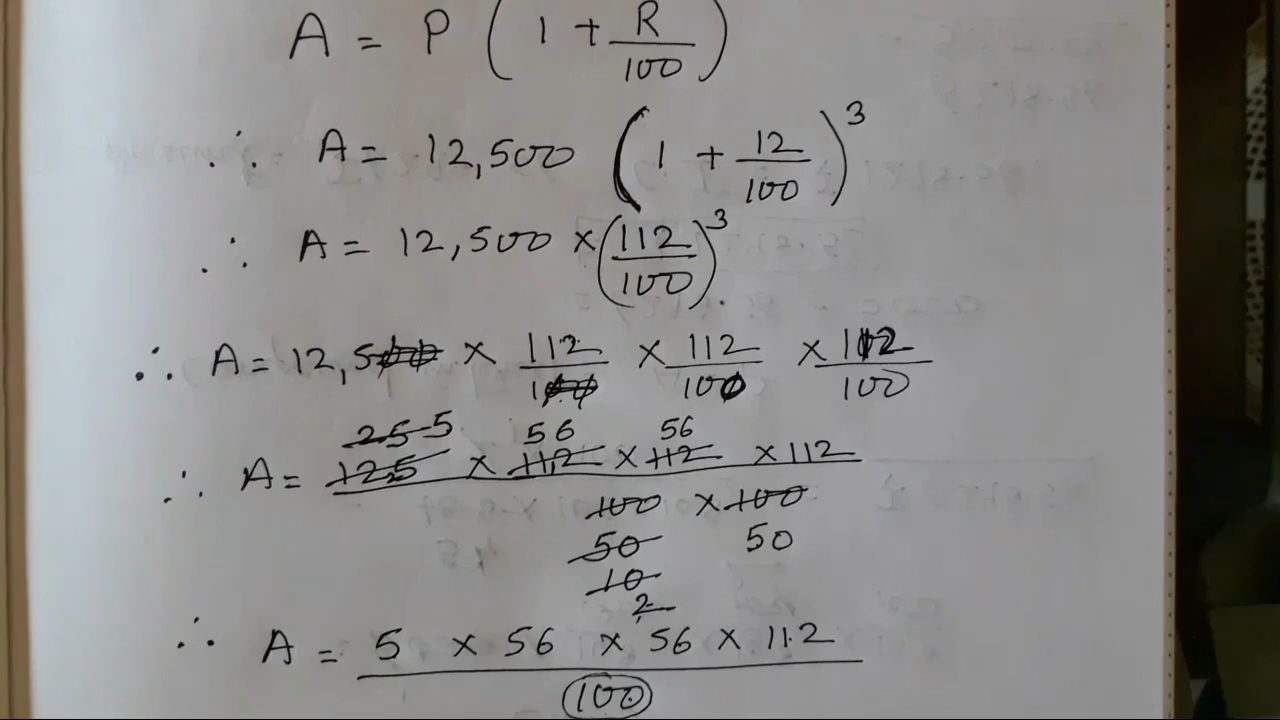 A = P ( 1 + R/100 )
∴ A = 12,500 ( 1 + 12/100 )^3
∴ A = 12,500 × (112/100)^3
∴ A = 12,500 × 112/100 × 112/100 × 112/100
25 5 56 56
∴ A = 125 × 112 × 112 × 112
100 × 100
50 50
10
2
∴ A = 5 × 56 × 56 × 112
100